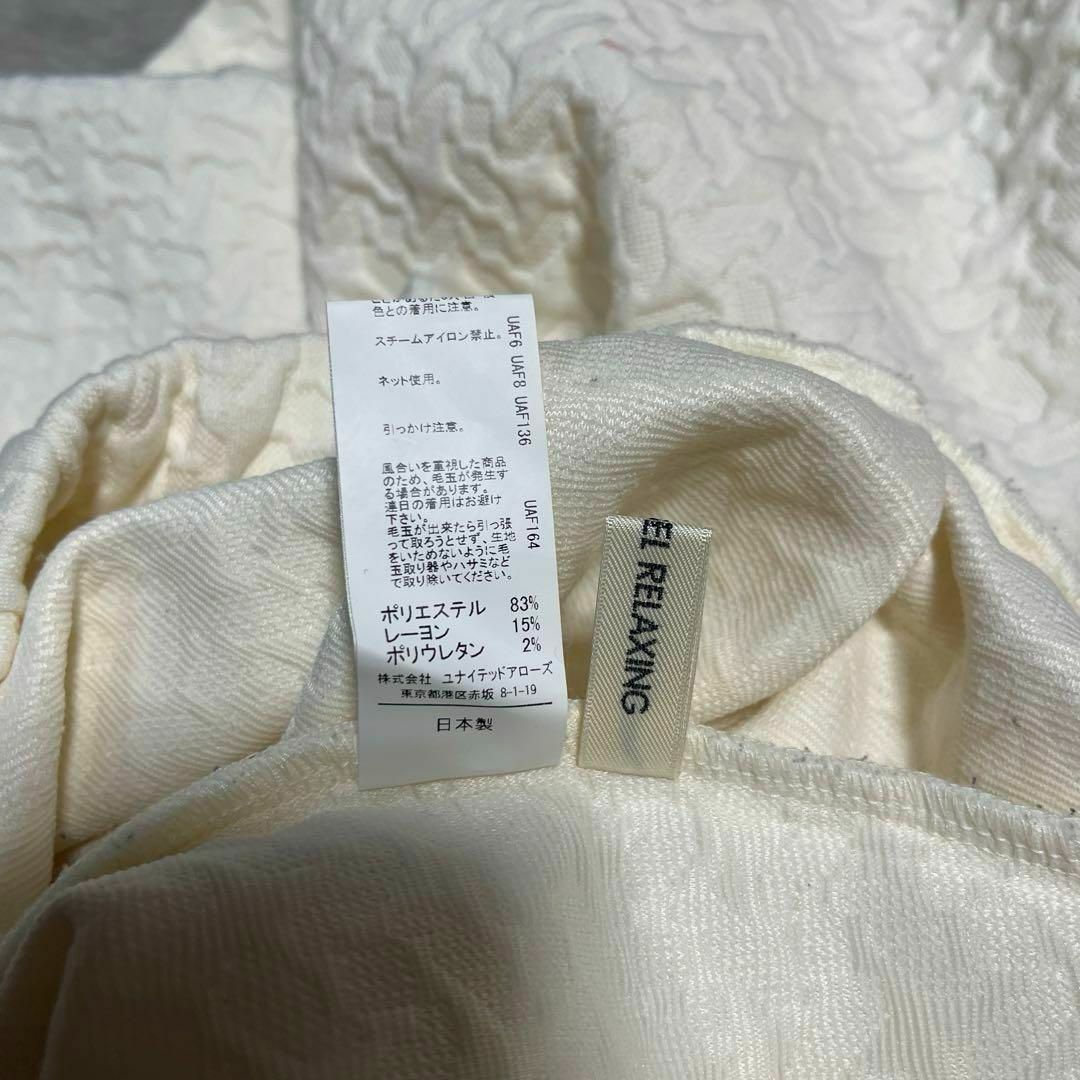 色との着用に注意。
スチームアイロン禁止。
ネット使用。
引っかけ注意。
風合いを重視した商品
のため、毛玉が発生す
る場合があります。
連日の着用はお避け
下さい。
毛玉が出来たら引っ張
って取ろうとせず、生地
をいためないように毛
玉取り器やハサミなど
で取り除いてください。
ポリエステル 83%
レーヨン 15%
ポリウレタン 2%
株式会社 ユナイテッドアローズ
東京都港区赤坂 8-1-19
日本製
UAF6 UAF8 UAF136
UAF164
EL RELAXING